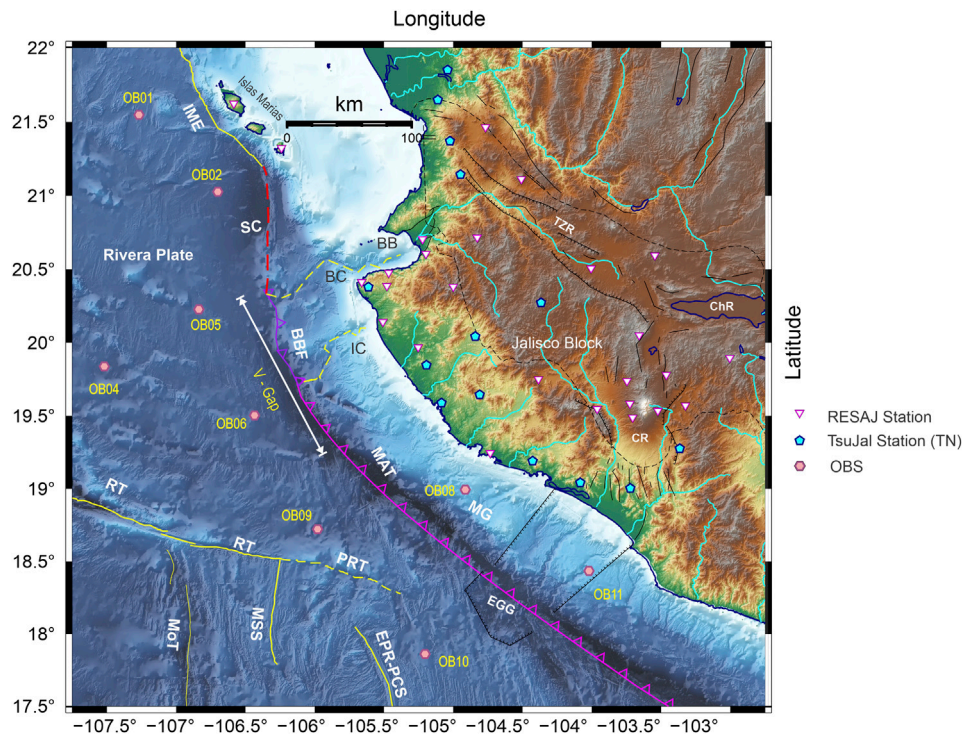 Longitude
22°
21.5°
21°
20.5°
20°
19.5°
19°
18.5°
18°
17.5°
Islas Marias
km
0
100
OB01
IME
OB02
SC
Rivera Plate
BB
BC
TZR
ChR
OB05
BBF
IC
Jalisco Block
OB04
V - Gap
OB06
CR
MAT
OB08
MG
RT
OB09
RT
PRT
OB11
EGG
MoT
MSS
EPR-PCS
OB10
−107.5° −107° −106.5° −106° −105.5° −105° −104.5° −104° −103.5° −103°
Latitude
RESAJ Station
TsuJal Station (TN)
OBS